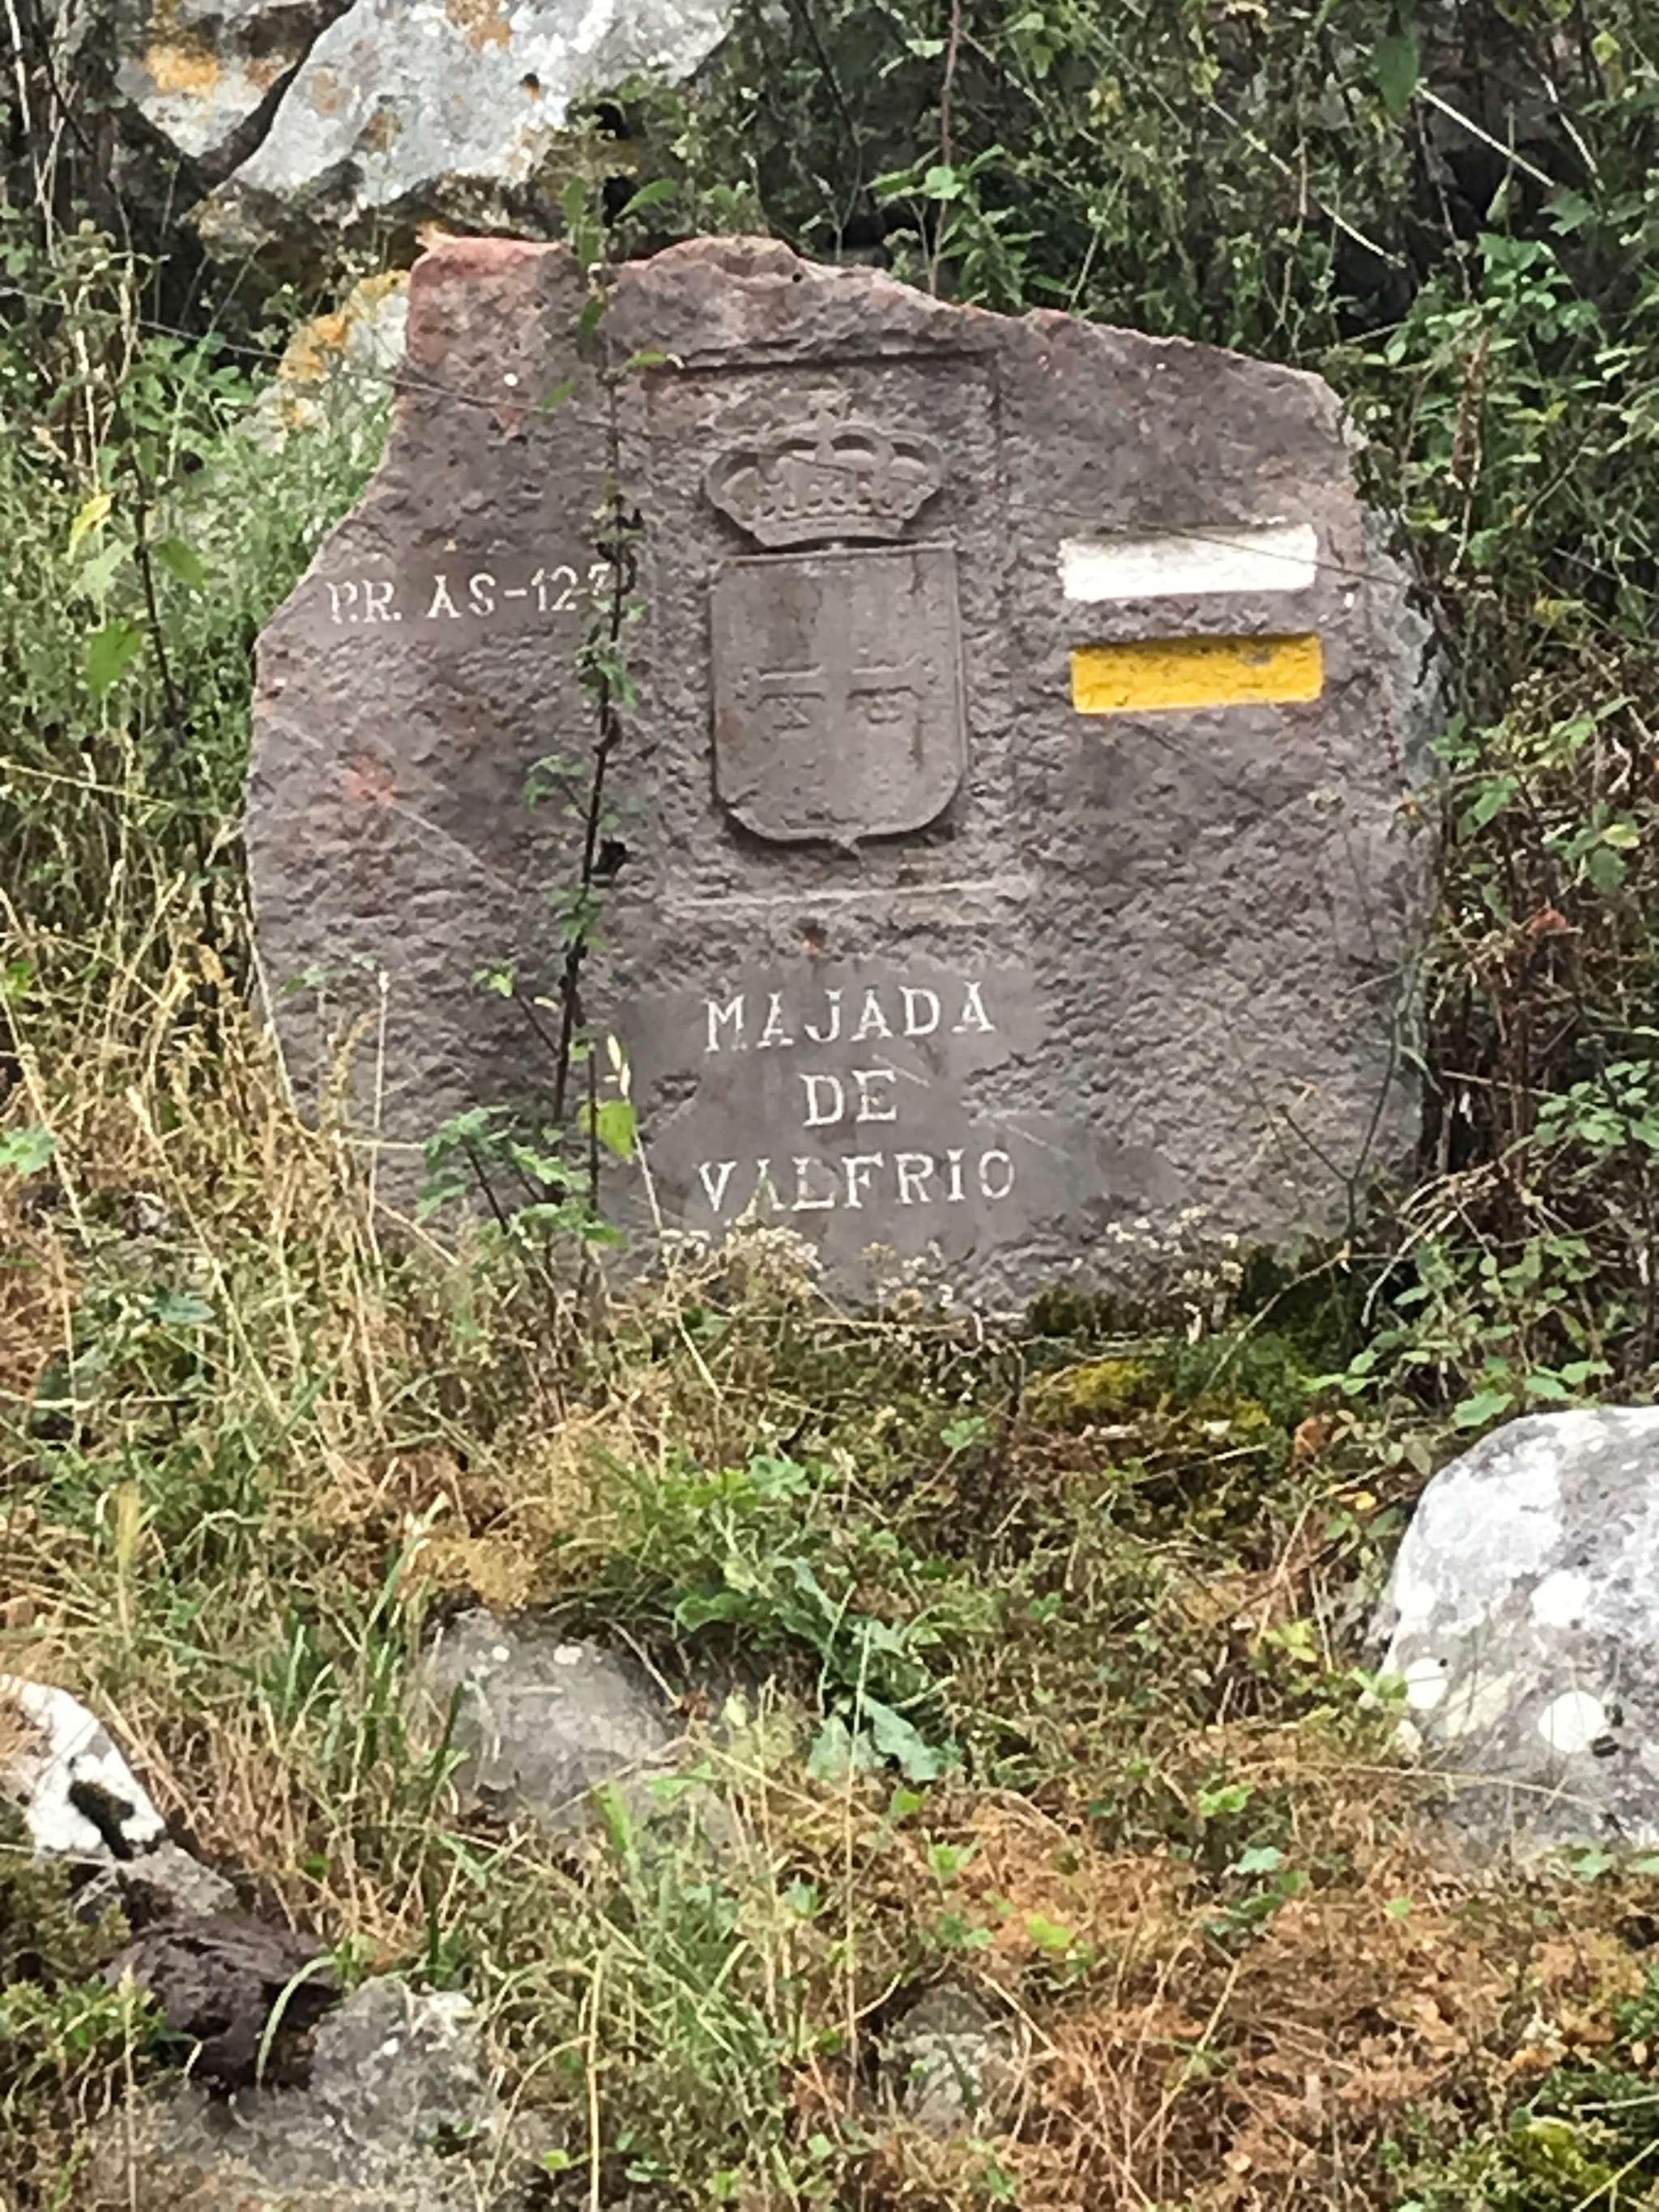 P.R. AS-127
MAJADA
DE
VALFRIO